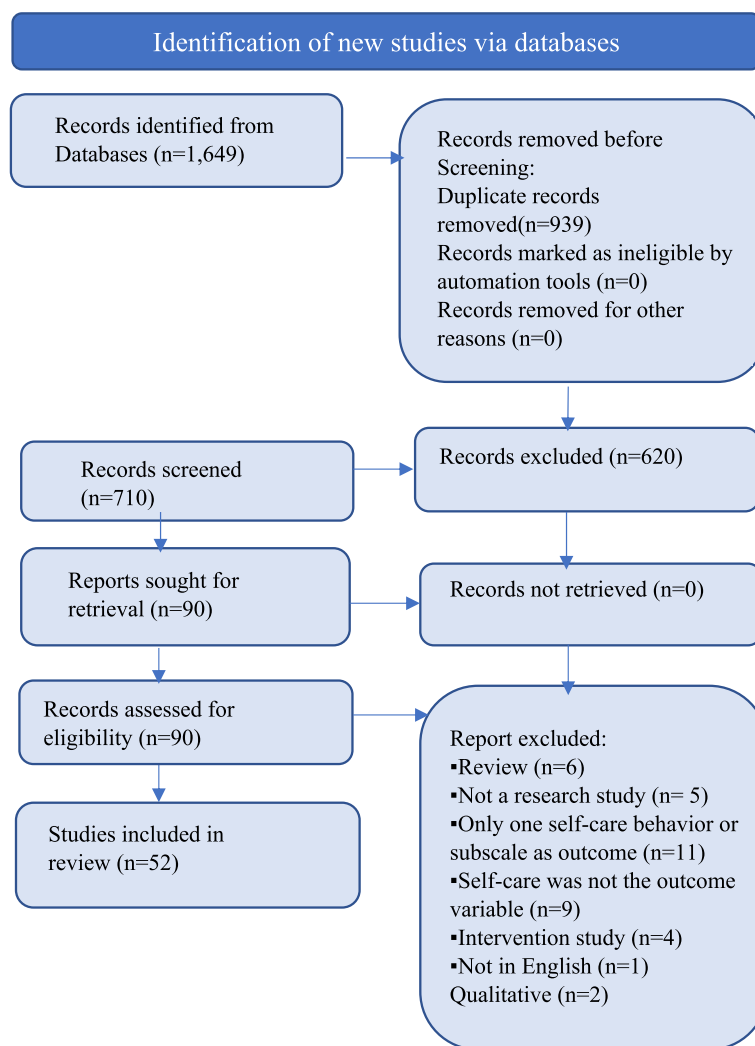 Identification of new studies via databases
Records identified from
Databases (n=1,649)
Records removed before
Screening:
Duplicate records
removed(n=939)
Records marked as ineligible by
automation tools (n=0)
Records removed for other
reasons (n=0)
Records screened
(n=710)
Records excluded (n=620)
Reports sought for
retrieval (n=90)
Records not retrieved (n=0)
Records assessed for
eligibility (n=90)
Report excluded:
▪Review (n=6)
▪Not a research study (n= 5)
▪Only one self-care behavior or
subscale as outcome (n=11)
▪Self-care was not the outcome
variable (n=9)
▪Intervention study (n=4)
▪Not in English (n=1)
Qualitative (n=2)
Studies included in
review (n=52)